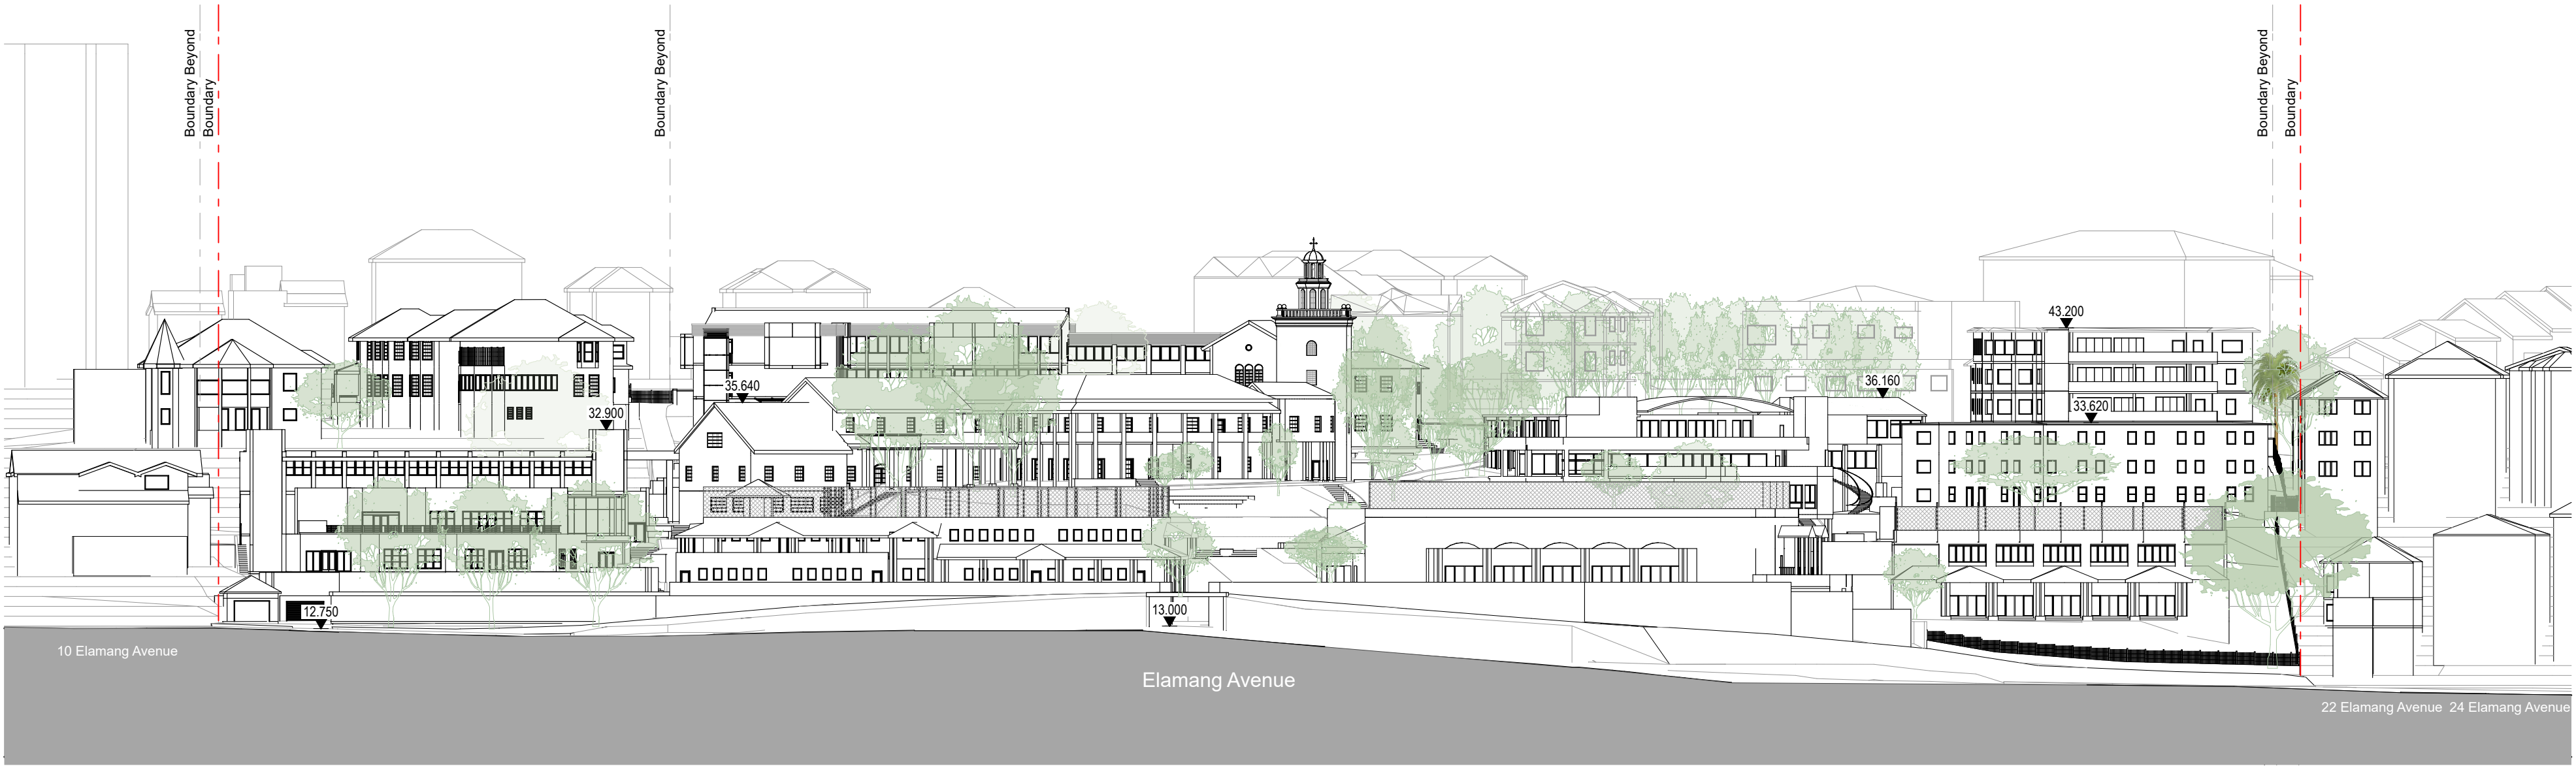 Boundary Beyond
Boundary
Boundary Beyond
Boundary Beyond
Boundary
43.200
35.640
36.160
32.900
33.620
12.750
13.000
10 Elamang Avenue
Elamang Avenue
22 Elamang Avenue
24 Elamang Avenue